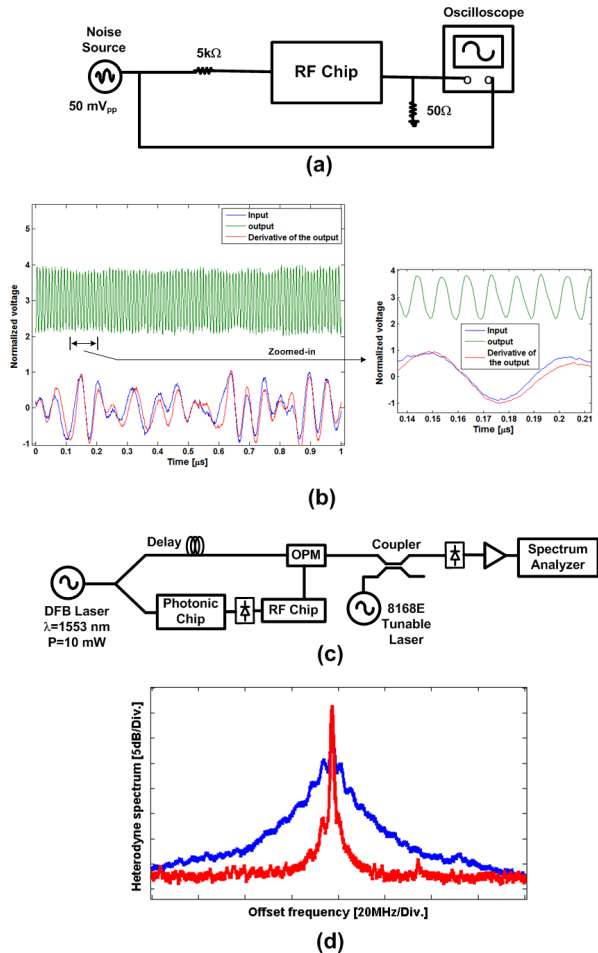 Oscilloscope
Noise
Source
5kΩ
RF Chip
50 mVpp
50Ω
(a)
Input
output
Derivative of the output
Normalized voltage
5
4
3
2
1
0
-1
Zoomed-in
0 0.1 0.2 0.3 0.4 0.5 0.6 0.7 0.8 0.9 1
Time [µs]
Normalized voltage
4
3
2
1
0
-1
Input
output
Derivative of
the output
0.14 0.15 0.16 0.17 0.18 0.19 0.2 0.21
Time [µs]
(b)
Delay
OPM
Coupler
Spectrum
Analyzer
DFB Laser
λ=1553 nm
P=10 mW
Photonic
Chip
RF Chip
8168E
Tunable
Laser
(c)
Heterodyne spectrum [5dB/Div.]
Offset frequency [20MHz/Div.]
(d)